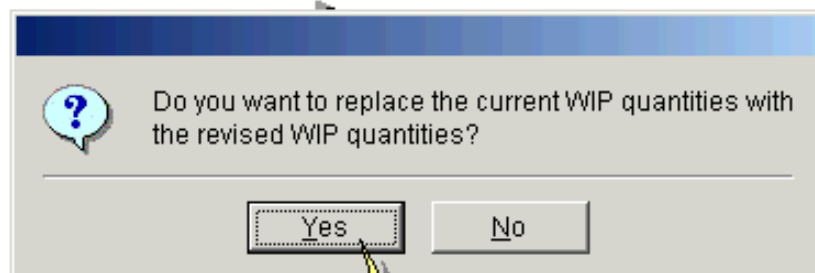 Do you want to replace the current WIP quantities with
the revised WIP quantities?
Yes No